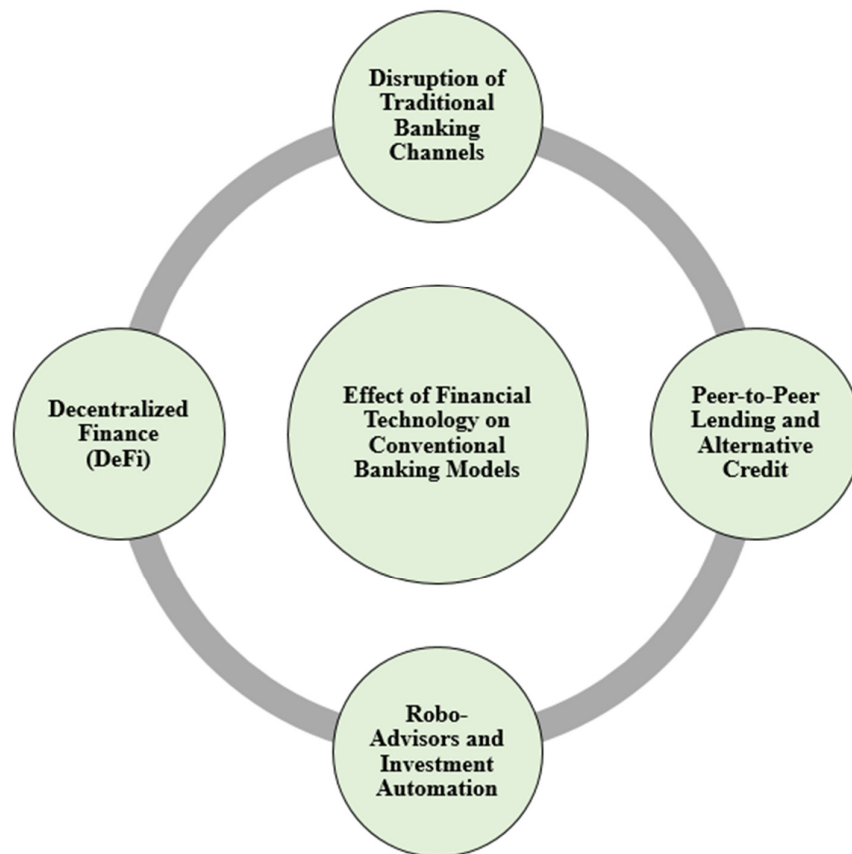 Disruption of
Traditional
Banking
Channels
Decentralized
Finance
(DeFi)
Effect of Financial
Technology on
Conventional
Banking Models
Peer-to-Peer
Lending and
Alternative
Credit
Robo-
Advisors and
Investment
Automation